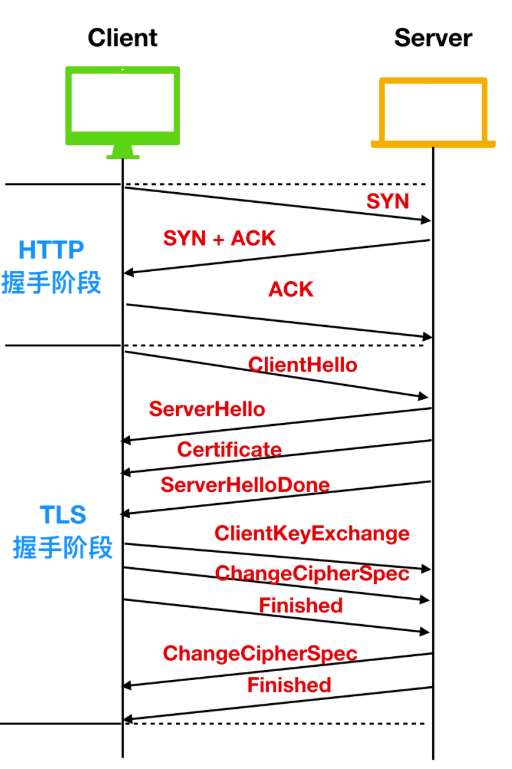 Client
Server
SYN
SYN + ACK
HTTP
握手阶段
ACK
ClientHello
ServerHello
Certificate
ServerHelloDone
TLS
握手阶段
ClientKeyExchange
ChangeCipherSpec
Finished
ChangeCipherSpec
Finished